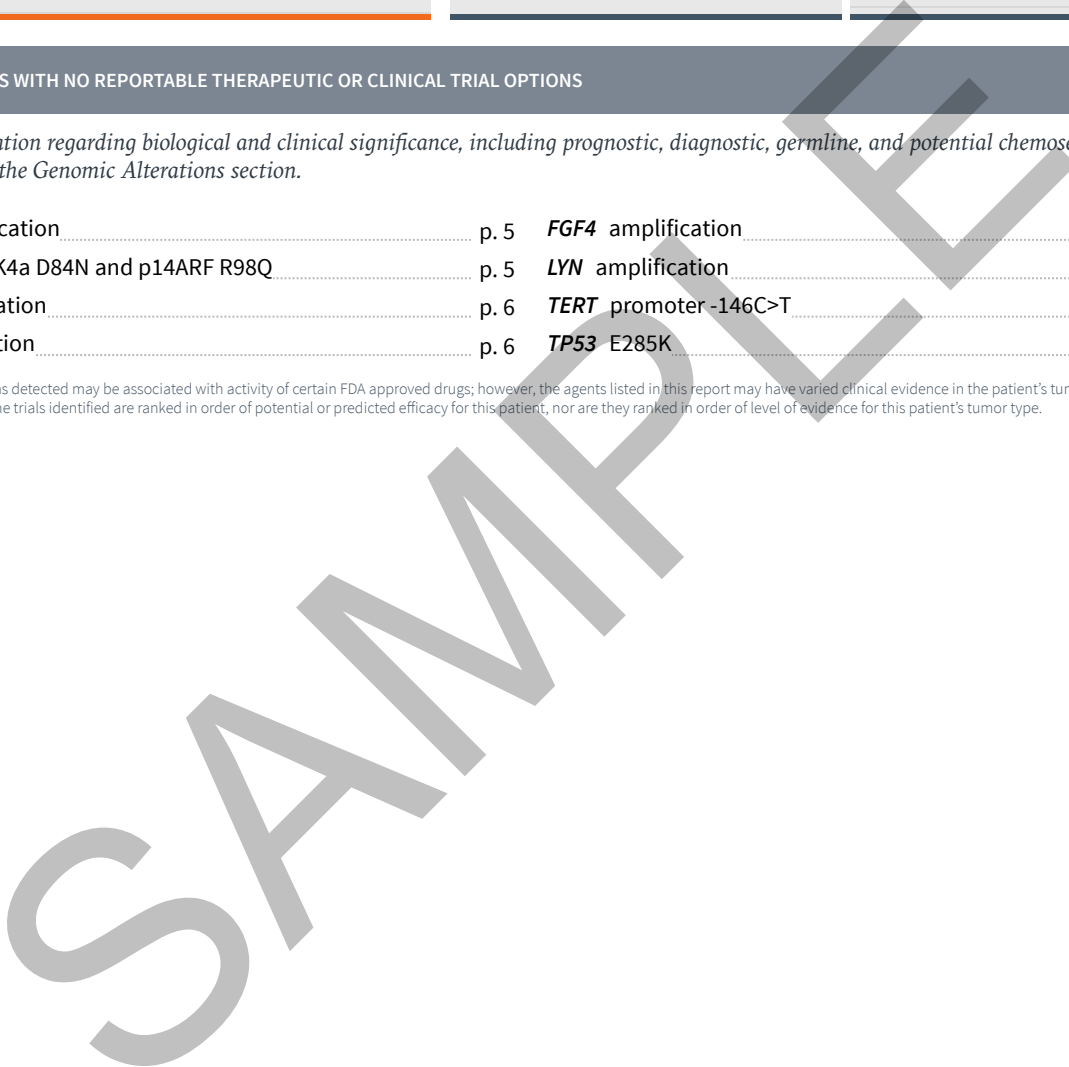 S WITH NO REPORTABLE THERAPEUTIC OR CLINICAL TRIAL OPTIONS
ation regarding biological and clinical significance, including prognostic, diagnostic, germline, and potential chemose
the Genomic Alterations section.
cation p. 5
K4a D84N and p14ARF R98Q p. 5
ation p. 6
tion p. 6
FGF4 amplification
LYN amplification
TERT promoter -146C>T
TP53 E285K
s detected may be associated with activity of certain FDA approved drugs; however, the agents listed in this report may have varied clinical evidence in the patient's tu
e trials identified are ranked in order of potential or predicted efficacy for this patient, nor are they ranked in order of level of evidence for this patient's tumor type.
SAMPLE